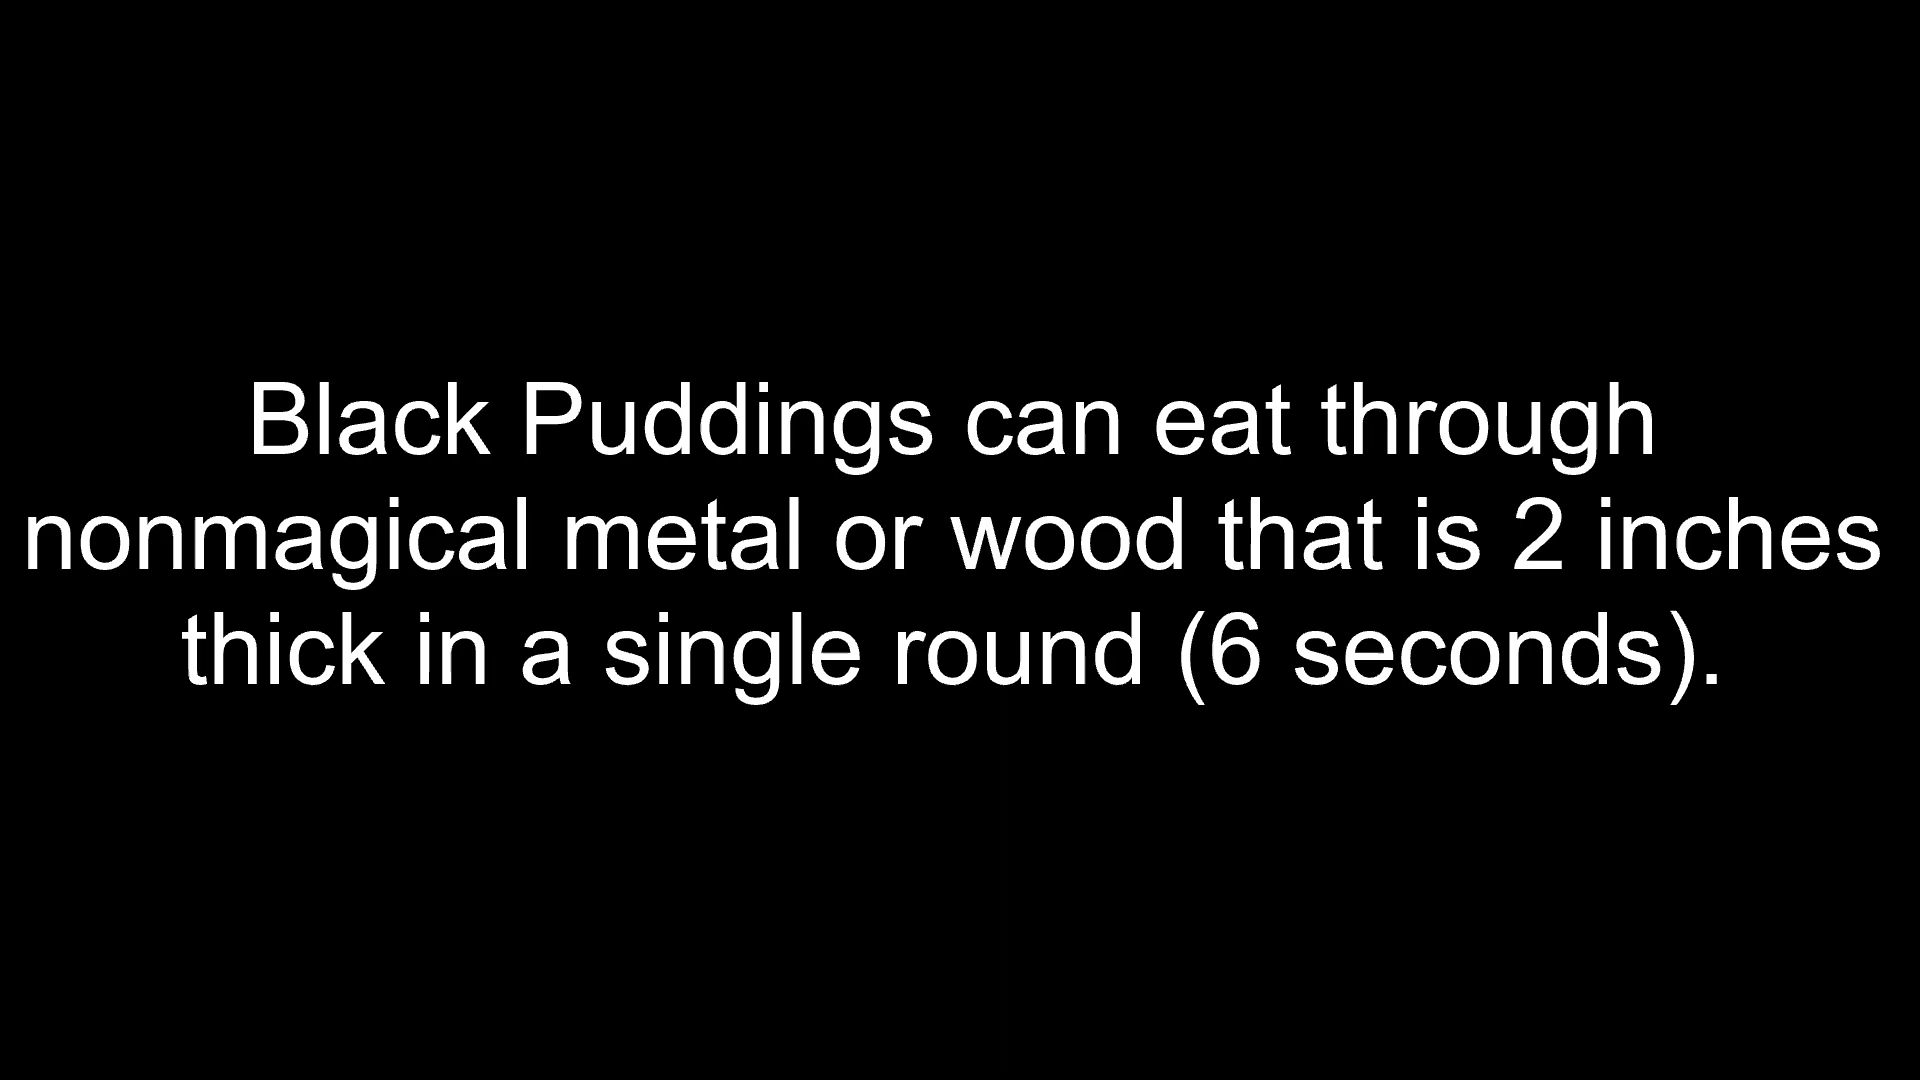 Black Puddings can eat through
nonmagical metal or wood that is 2 inches
thick in a single round (6 seconds).